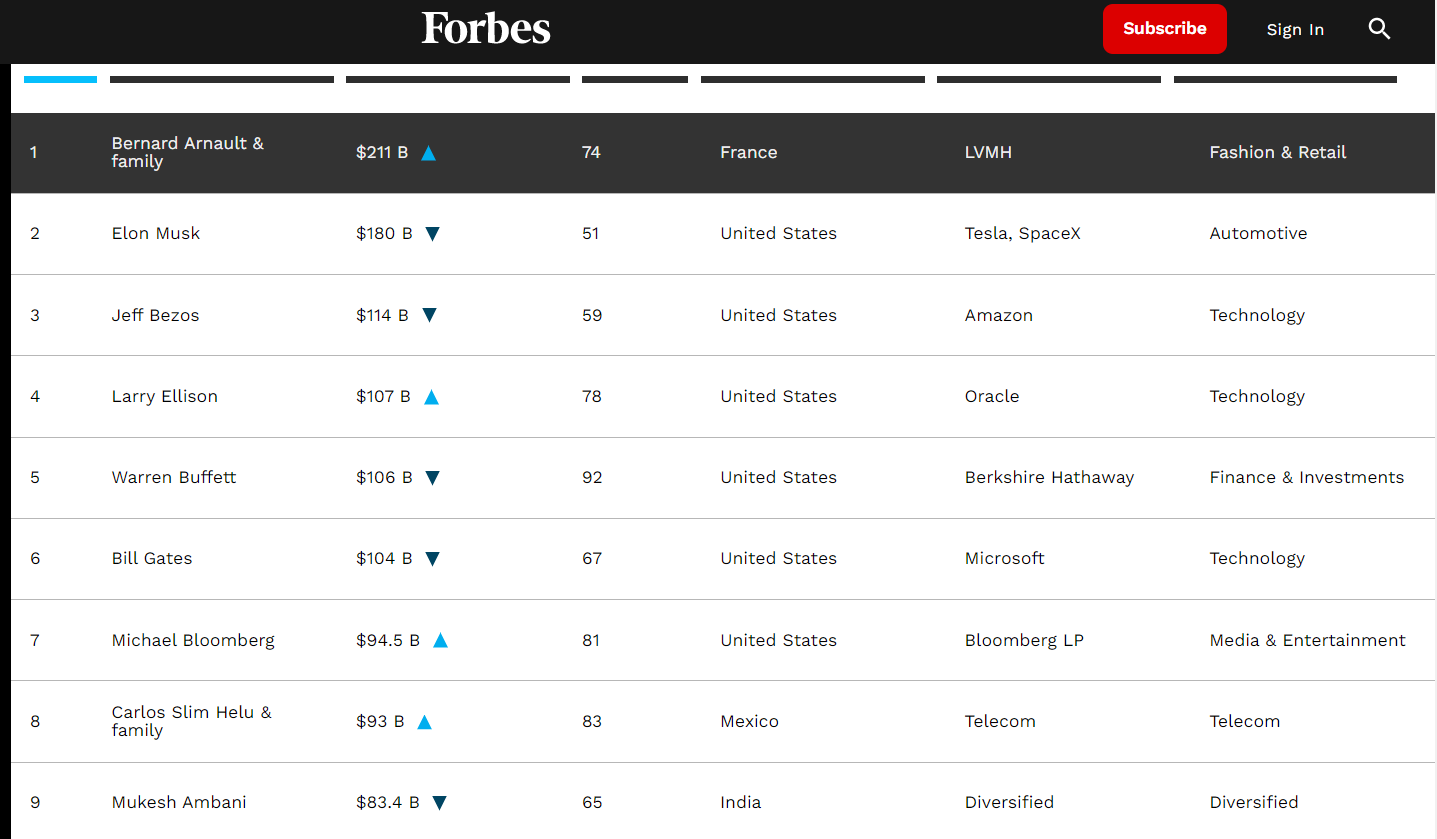 Forbes Subscribe Sign In
1 Bernard Arnault & family $211 B 74 France LVMH Fashion & Retail
2 Elon Musk $180 B 51 United States Tesla, SpaceX Automotive
3 Jeff Bezos $114 B 59 United States Amazon Technology
4 Larry Ellison $107 B 78 United States Oracle Technology
5 Warren Buffett $106 B 92 United States Berkshire Hathaway Finance & Investments
6 Bill Gates $104 B 67 United States Microsoft Technology
7 Michael Bloomberg $94.5 B 81 United States Bloomberg LP Media & Entertainment
8 Carlos Slim Helu & family $93 B 83 Mexico Telecom Telecom
9 Mukesh Ambani $83.4 B 65 India Diversified Diversified